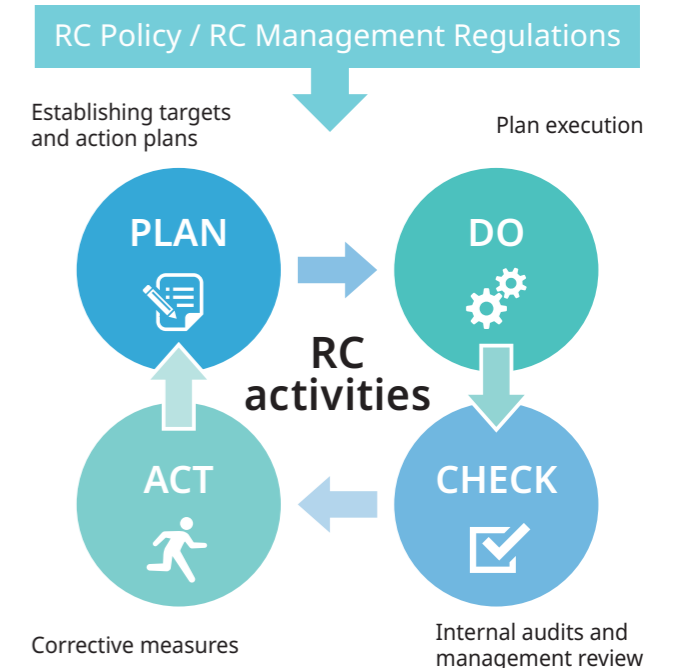 RC Policy / RC Management Regulations
Establishing targets
and action plans
Plan execution
PLAN
DO
RC
activities
ACT
CHECK
Corrective measures
Internal audits and
management review